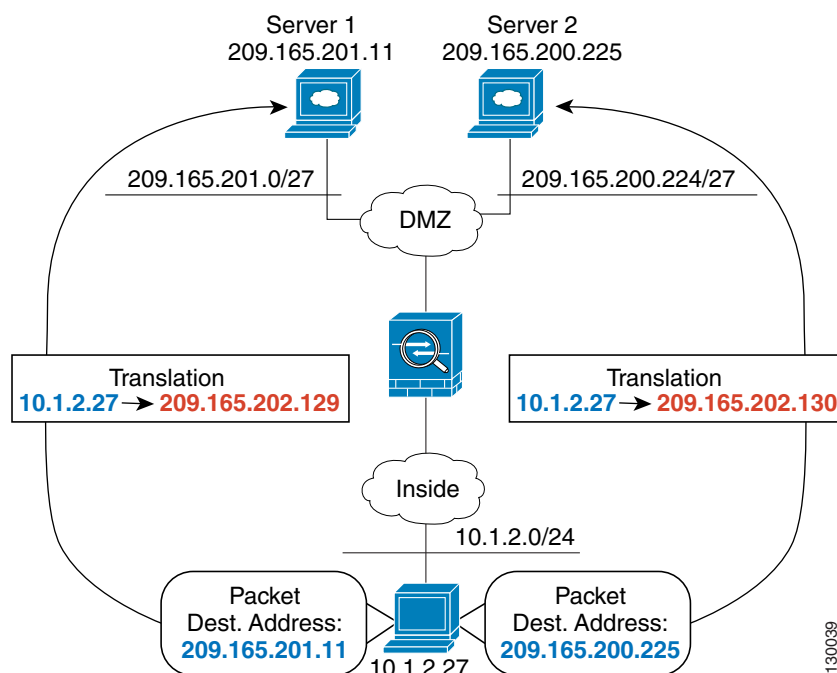 Server 1
209.165.201.11
Server 2
209.165.200.225
209.165.201.0/27
209.165.200.224/27
DMZ
Translation
10.1.2.27 → 209.165.202.129
Translation
10.1.2.27 → 209.165.202.130
Inside
10.1.2.0/24
Packet
Dest. Address:
209.165.201.11
Packet
Dest. Address:
209.165.200.225
10.1.2.27
130039